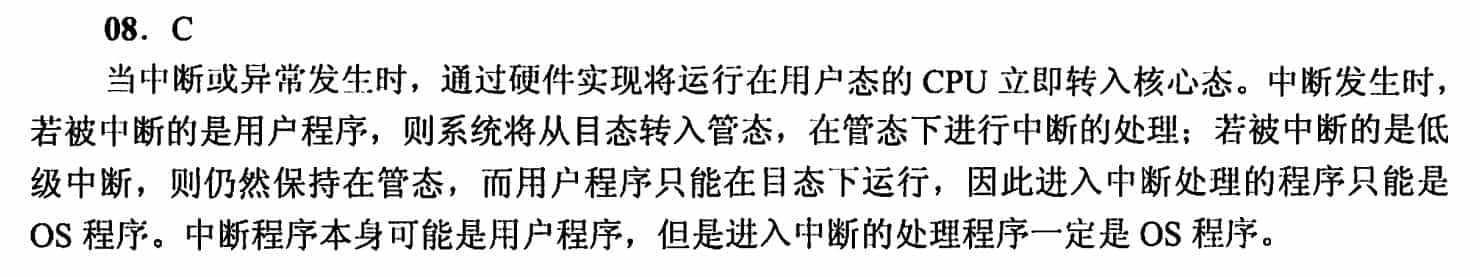 08. C
当中断或异常发生时，通过硬件实现将运行在用户态的 CPU 立即转入核心态。中断发生时，
若被中断的是用户程序，则系统将从目态转入管态，在管态下进行中断的处理；若被中断的是低
级中断，则仍然保持在管态，而用户程序只能在目态下运行，因此进入中断处理的程序只能是
OS 程序。中断程序本身可能是用户程序，但是进入中断的处理程序一定是 OS 程序。